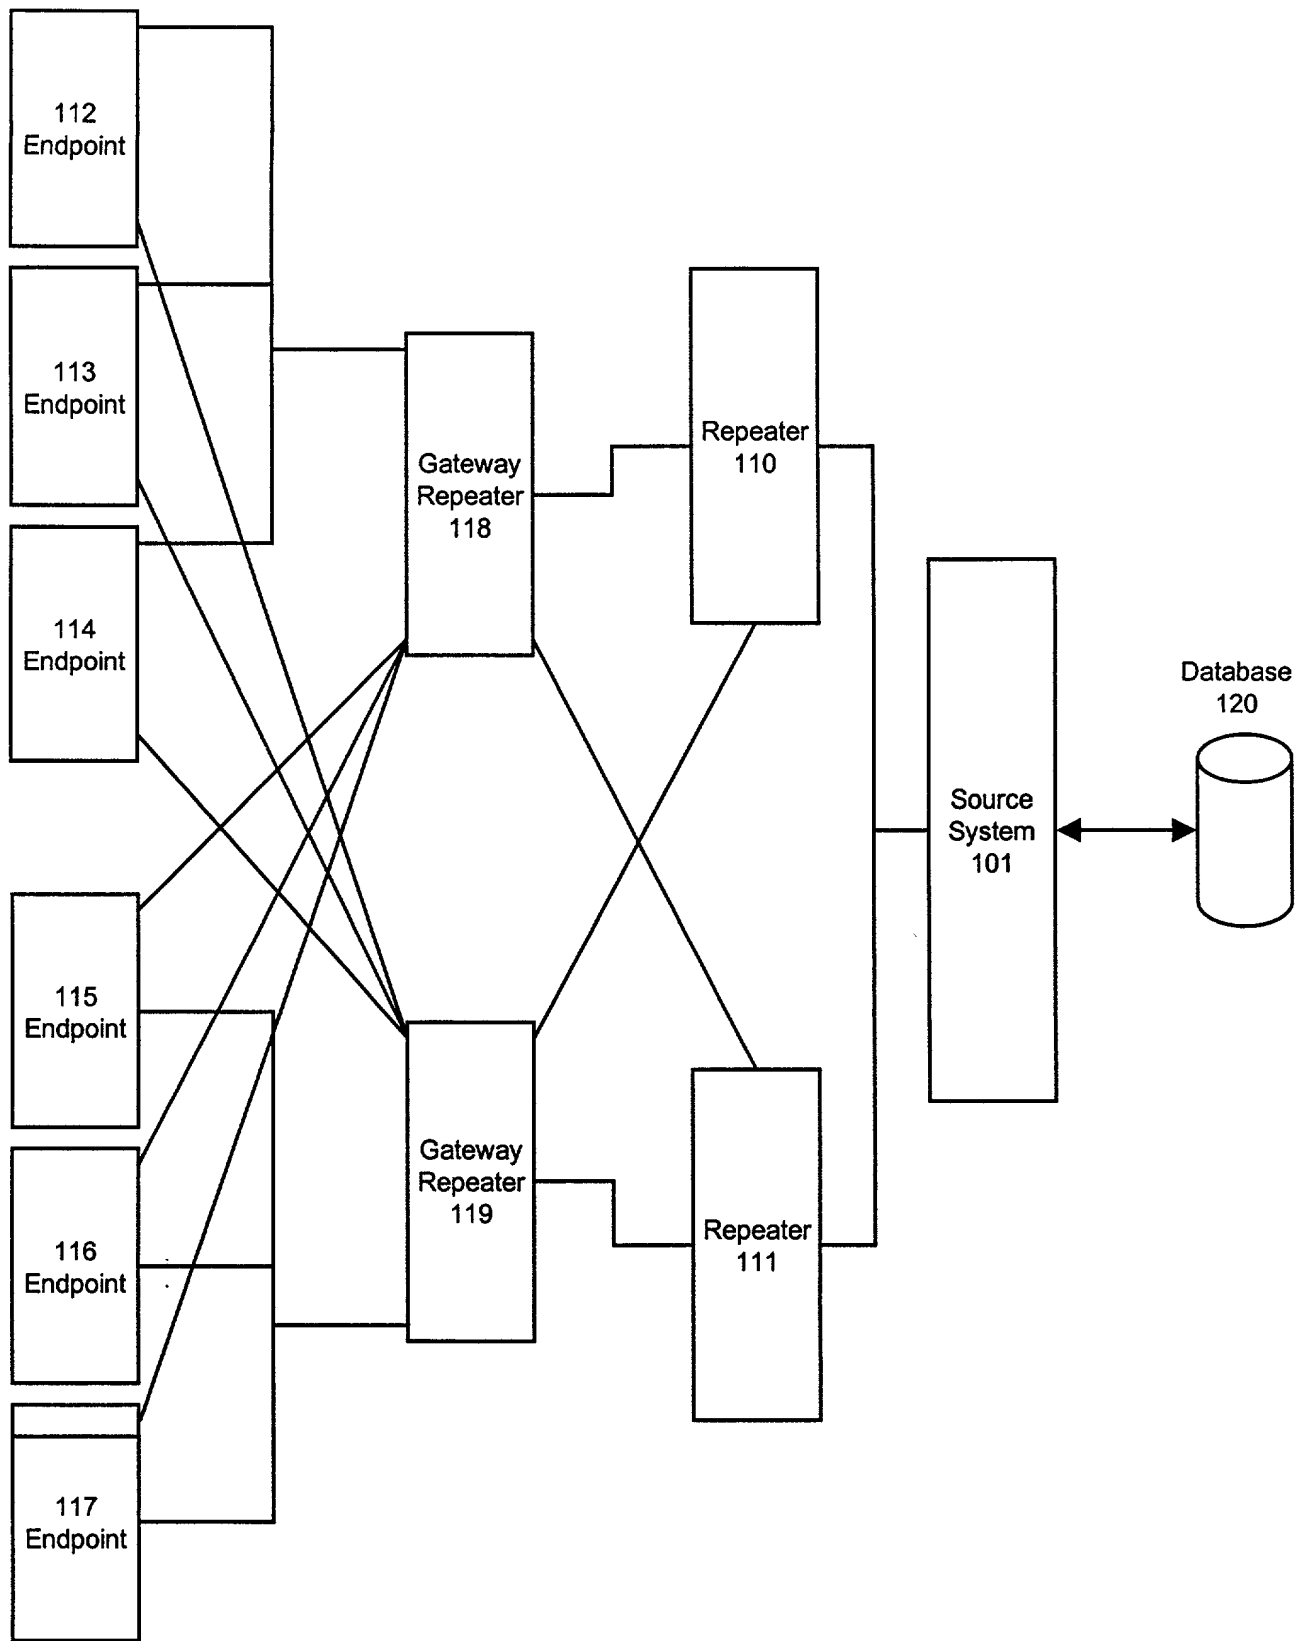 112
Endpoint
113
Endpoint
114
Endpoint
115
Endpoint
116
Endpoint
117
Endpoint
Gateway
Repeater
118
Gateway
Repeater
119
Repeater
110
Repeater
111
Source
System
101
Database
120